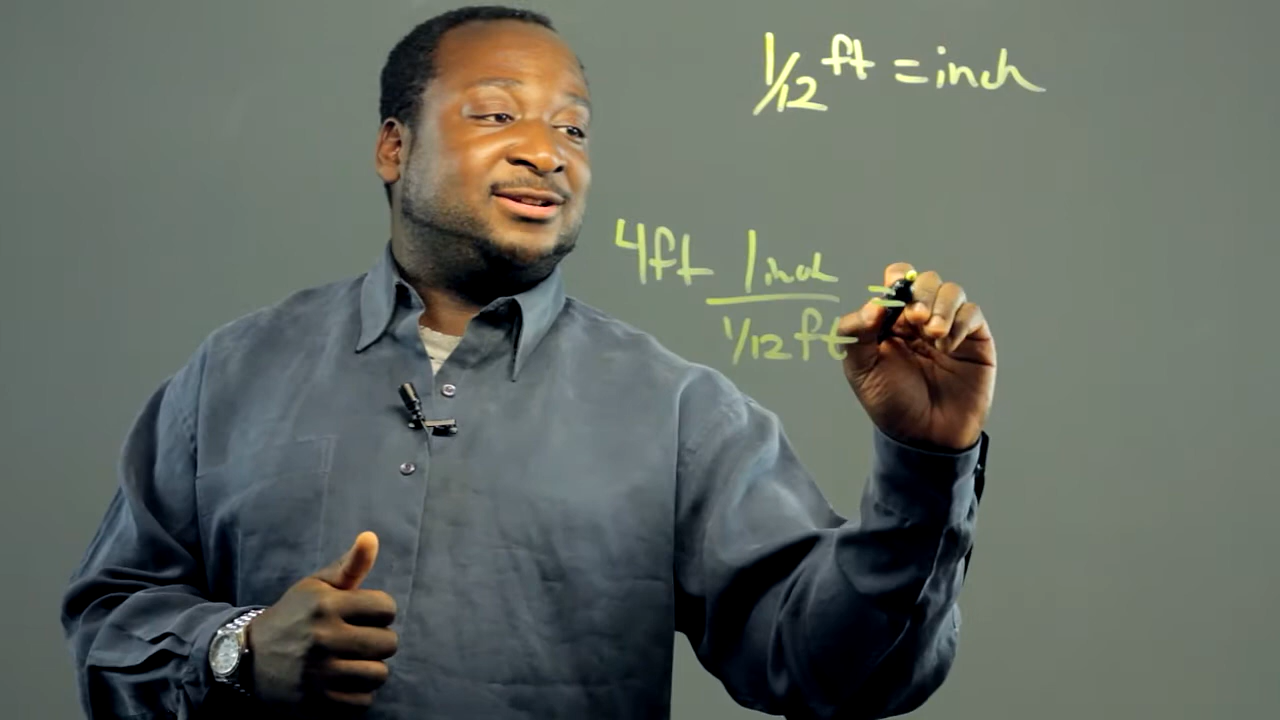 1/12 ft = inch
4ft 1 inch =
1/12 ft